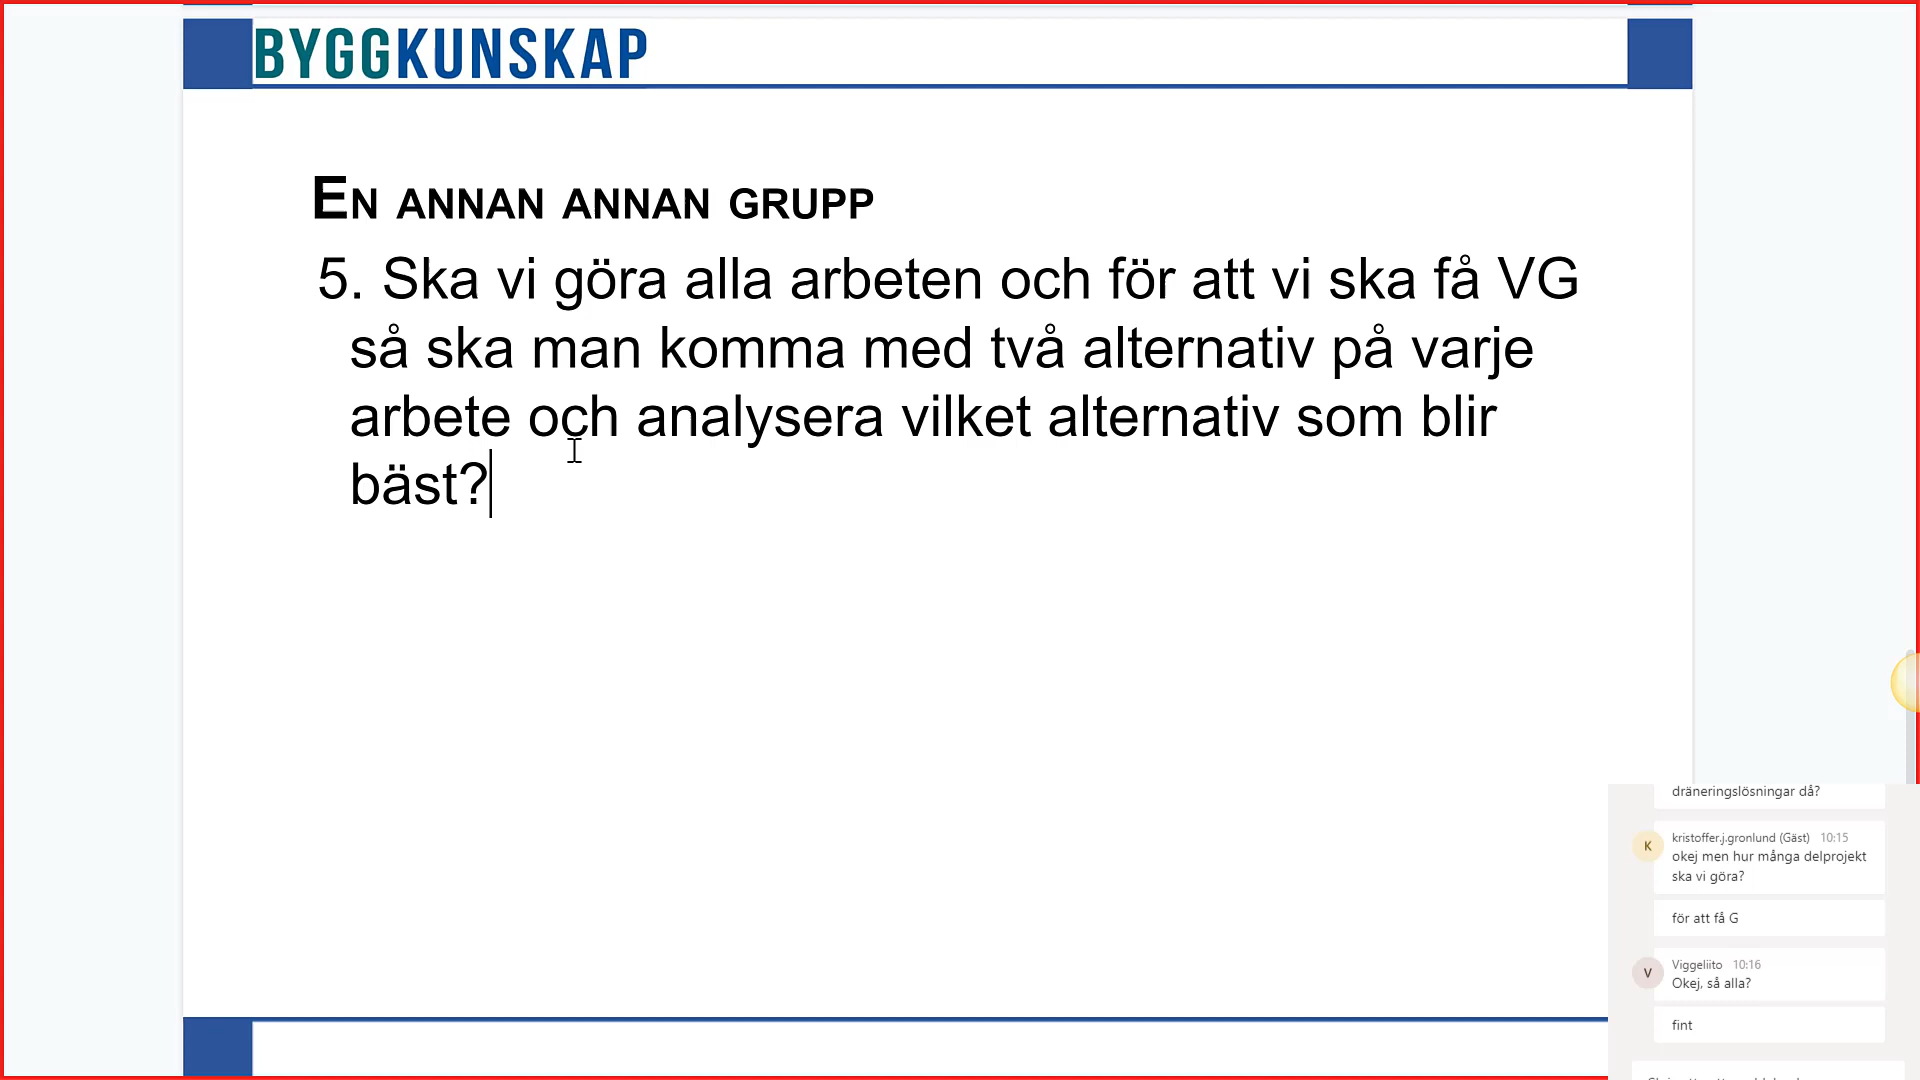 BYGGKUNSKAP
EN ANNAN ANNAN GRUPP
5. Ska vi göra alla arbeten och för att vi ska få VG
så ska man komma med två alternativ på varje
arbete och analysera vilket alternativ som blir
bäst?
dräneringslösningar då?
K
kristoffer.j.gronlund (Gäst) 10:15
okej men hur många delprojekt
ska vi göra?
för att få G
V
Viggeliito 10:16
Okej, så alla?
fint